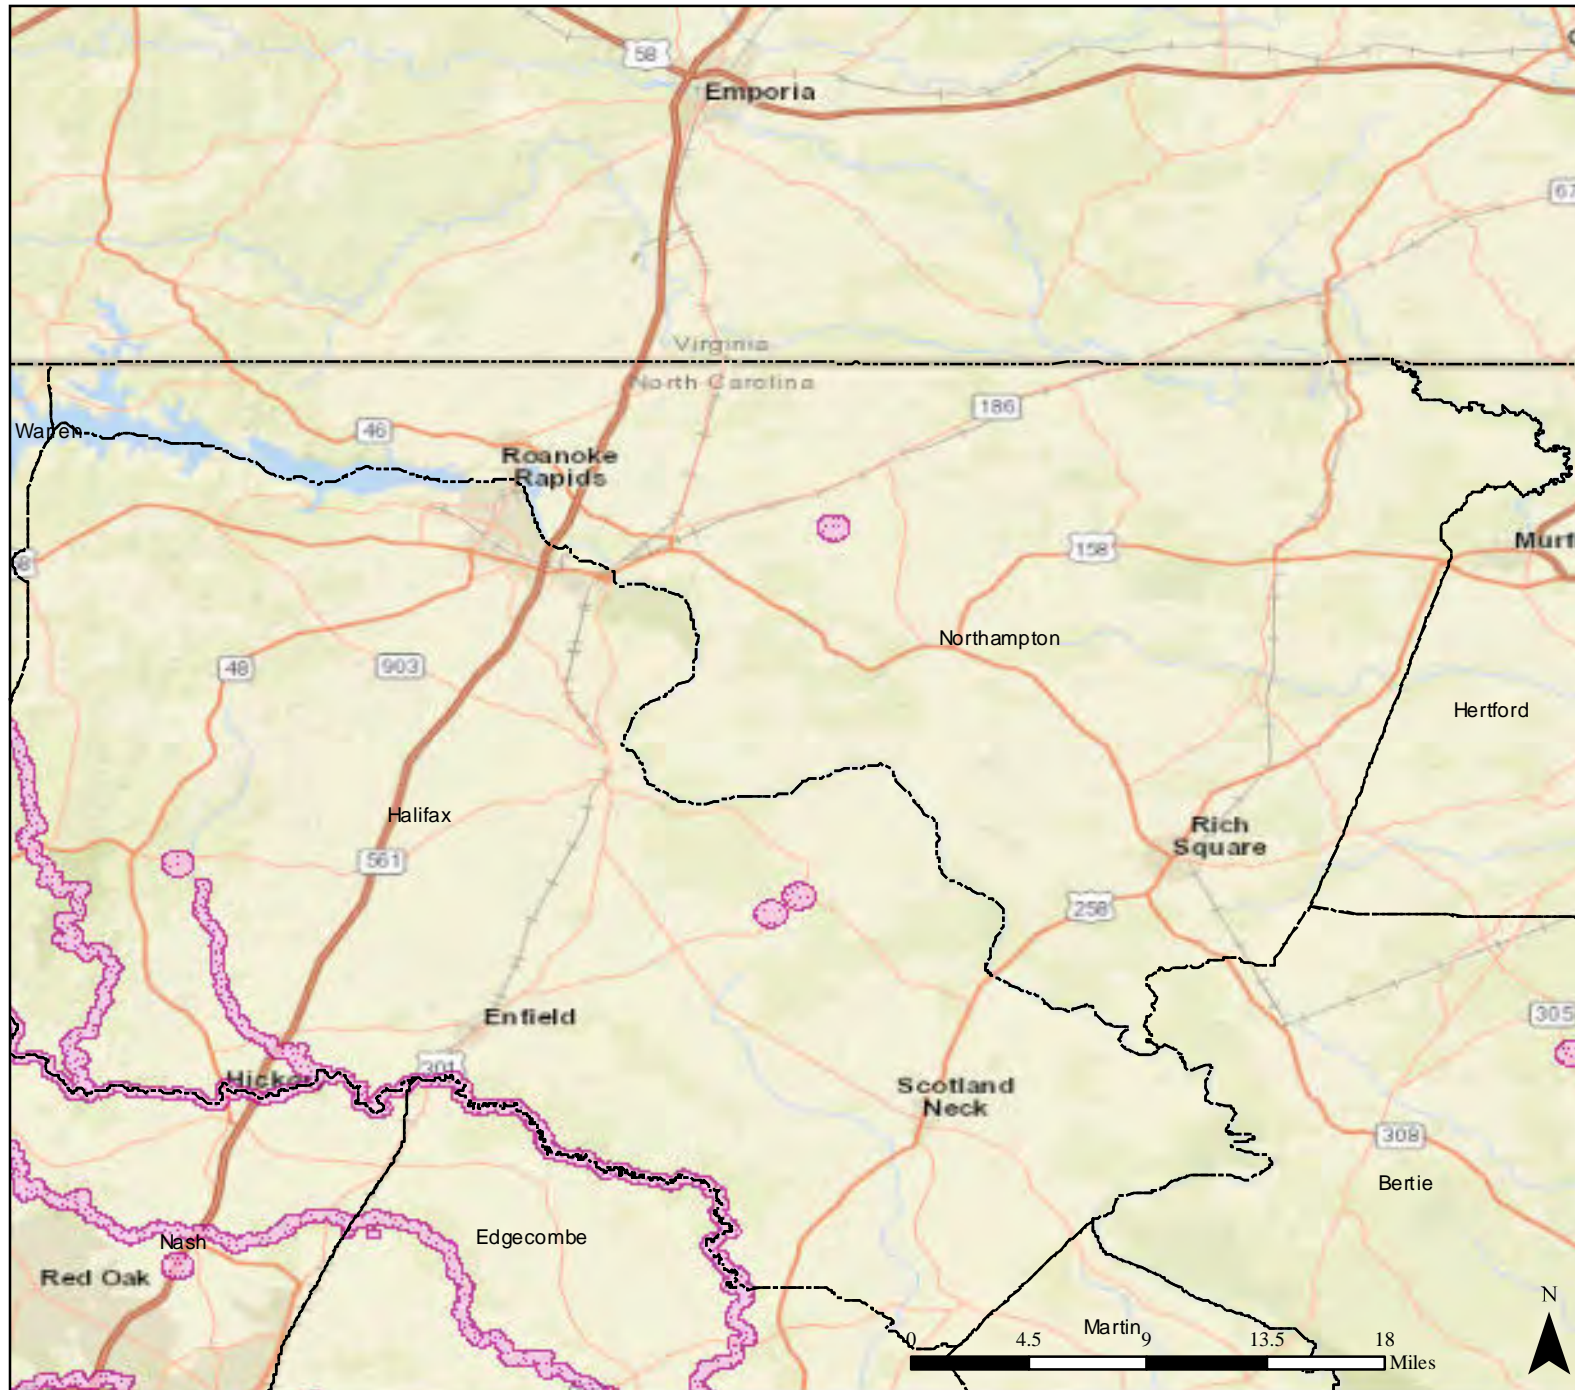 58
Emporia
67
Virginia
North Carolina
186
Warren
46
Roanoke
Rapids
158
Northampton
48
903
Hertford
Halifax
561
Rich
Square
258
Enfield
305
301
Scotland
Neck
308
Bertie
Edgecombe
Nash
Red Oak
N
Martin
0 4.5 9 13.5 18
Miles